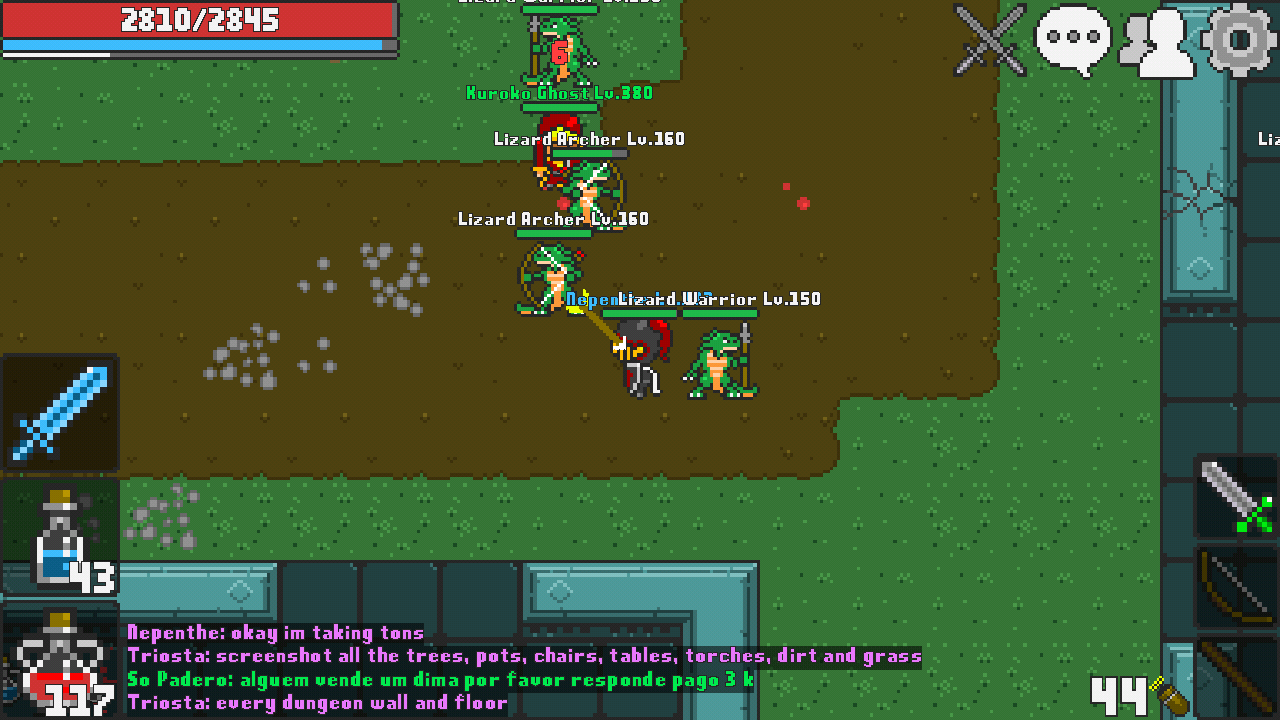 2810/2845
6
Kuroko Ghost Lv.380
Lizard Archer Lv.160
Lizard Archer Lv.160
Lizard Warrior Lv.150
43
117
44
Nepenthe: okay im taking tons
Triosta: screenshot all the trees, pots, chairs, tables, torches, dirt and grass
So Padero: alguem vende um dima por favor responde pago 3 k
Triosta: every dungeon wall and floor